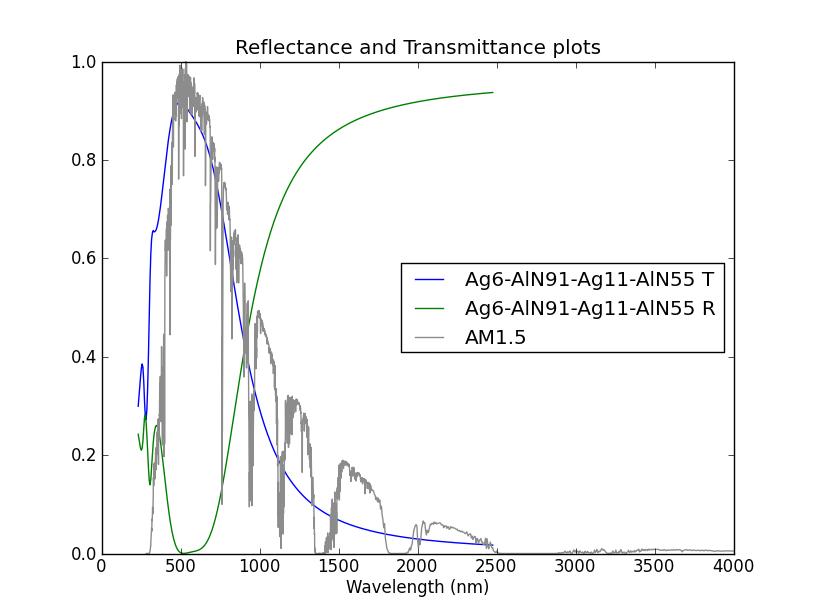 Reflectance and Transmittance plots
1.0
0.8
0.6
0.4
0.2
0.0
Ag6-AlN91-Ag11-AlN55 T
Ag6-AlN91-Ag11-AlN55 R
AM1.5
0 500 1000 1500 2000 2500 3000 3500 4000
Wavelength (nm)